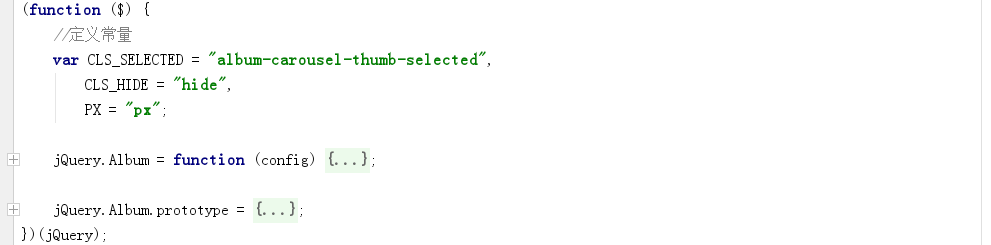 (function ($) {
//定义常量
var CLS_SELECTED = "album-carousel-thumb-selected",
CLS_HIDE = "hide",
PX = "px";
jQuery.Album = function (config) {...};
jQuery.Album.prototype = {...};
})(jQuery);